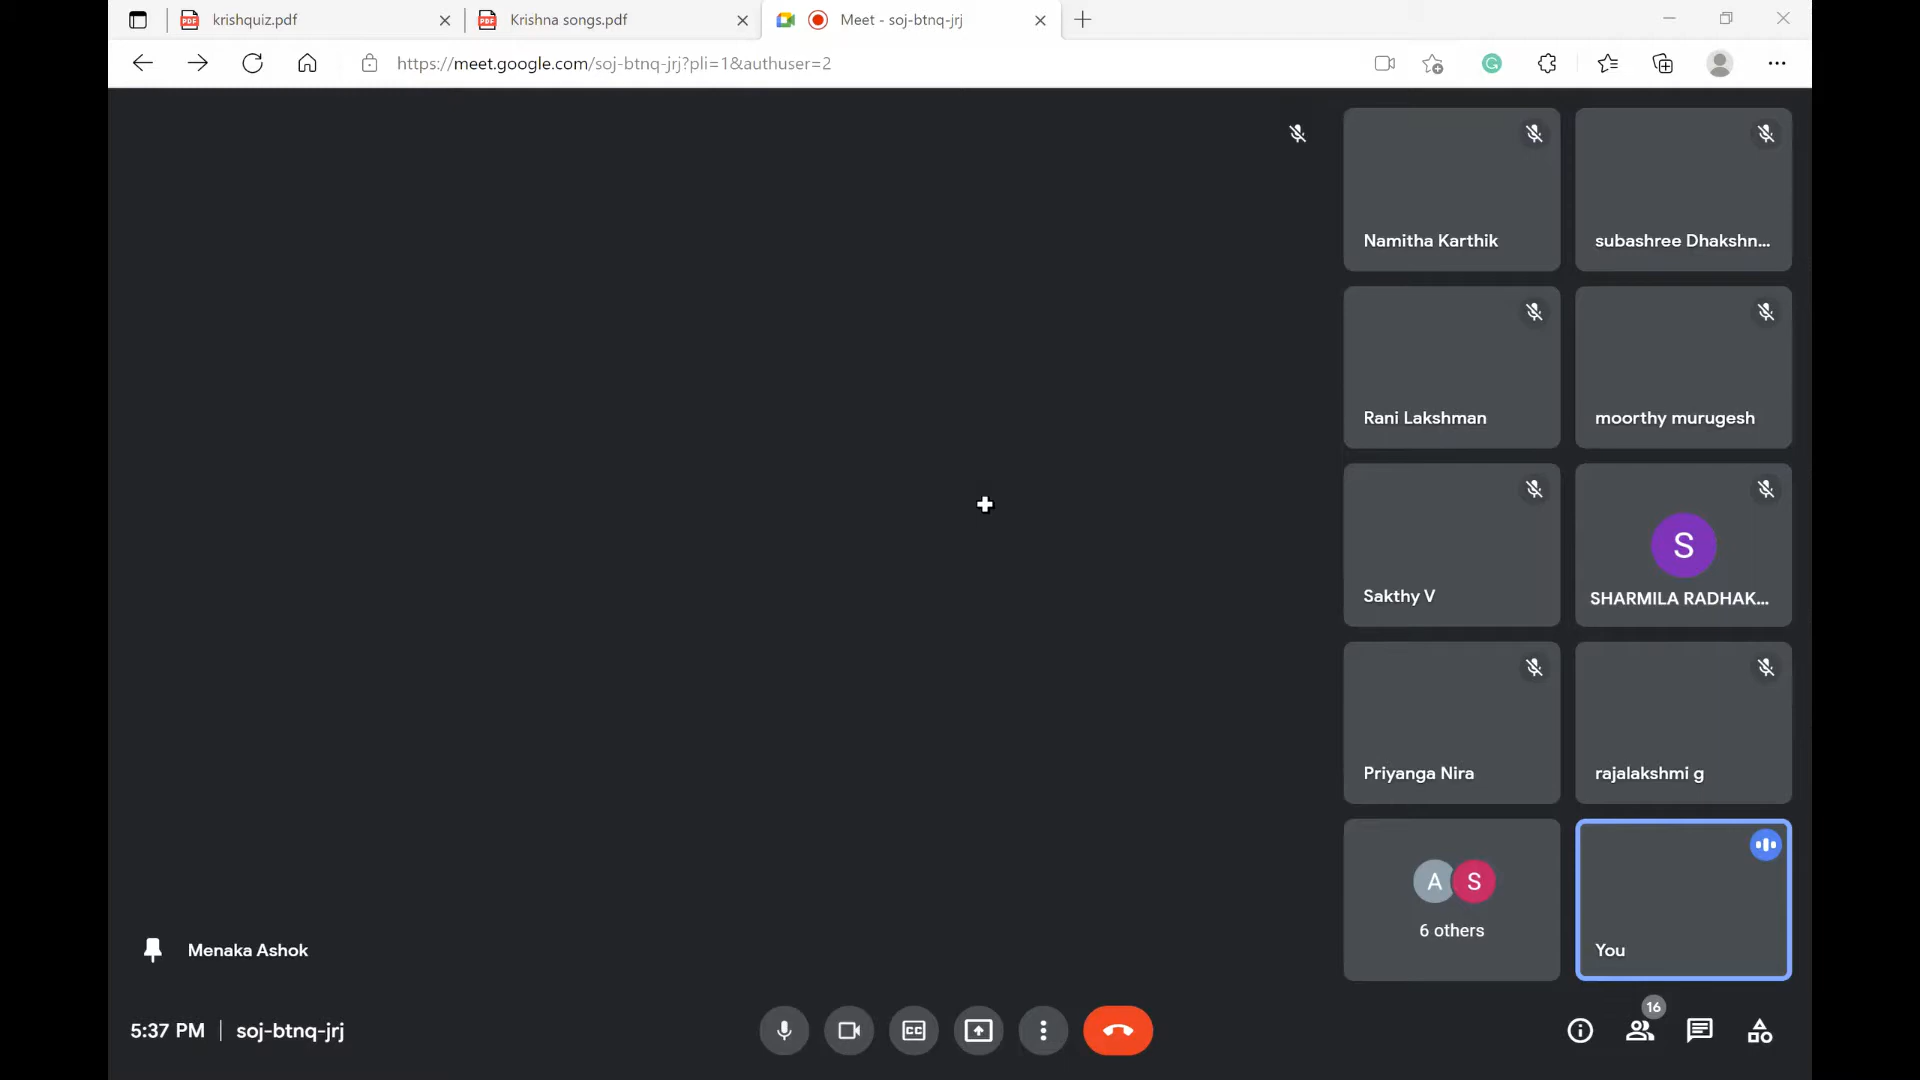 krishquiz.pdf
Krishna songs.pdf
Meet - soj-btnq-jrj
https://meet.google.com/soj-btnq-jrj?pli=1&authuser=2
Namitha Karthik
subashree Dhakshn...
Rani Lakshman
moorthy murugesh
Sakthy V
S
SHARMILA RADHAK...
Priyanga Nira
rajalakshmi g
A S
6 others
You
Menaka Ashok
5:37 PM | soj-btnq-jrj
CC
16